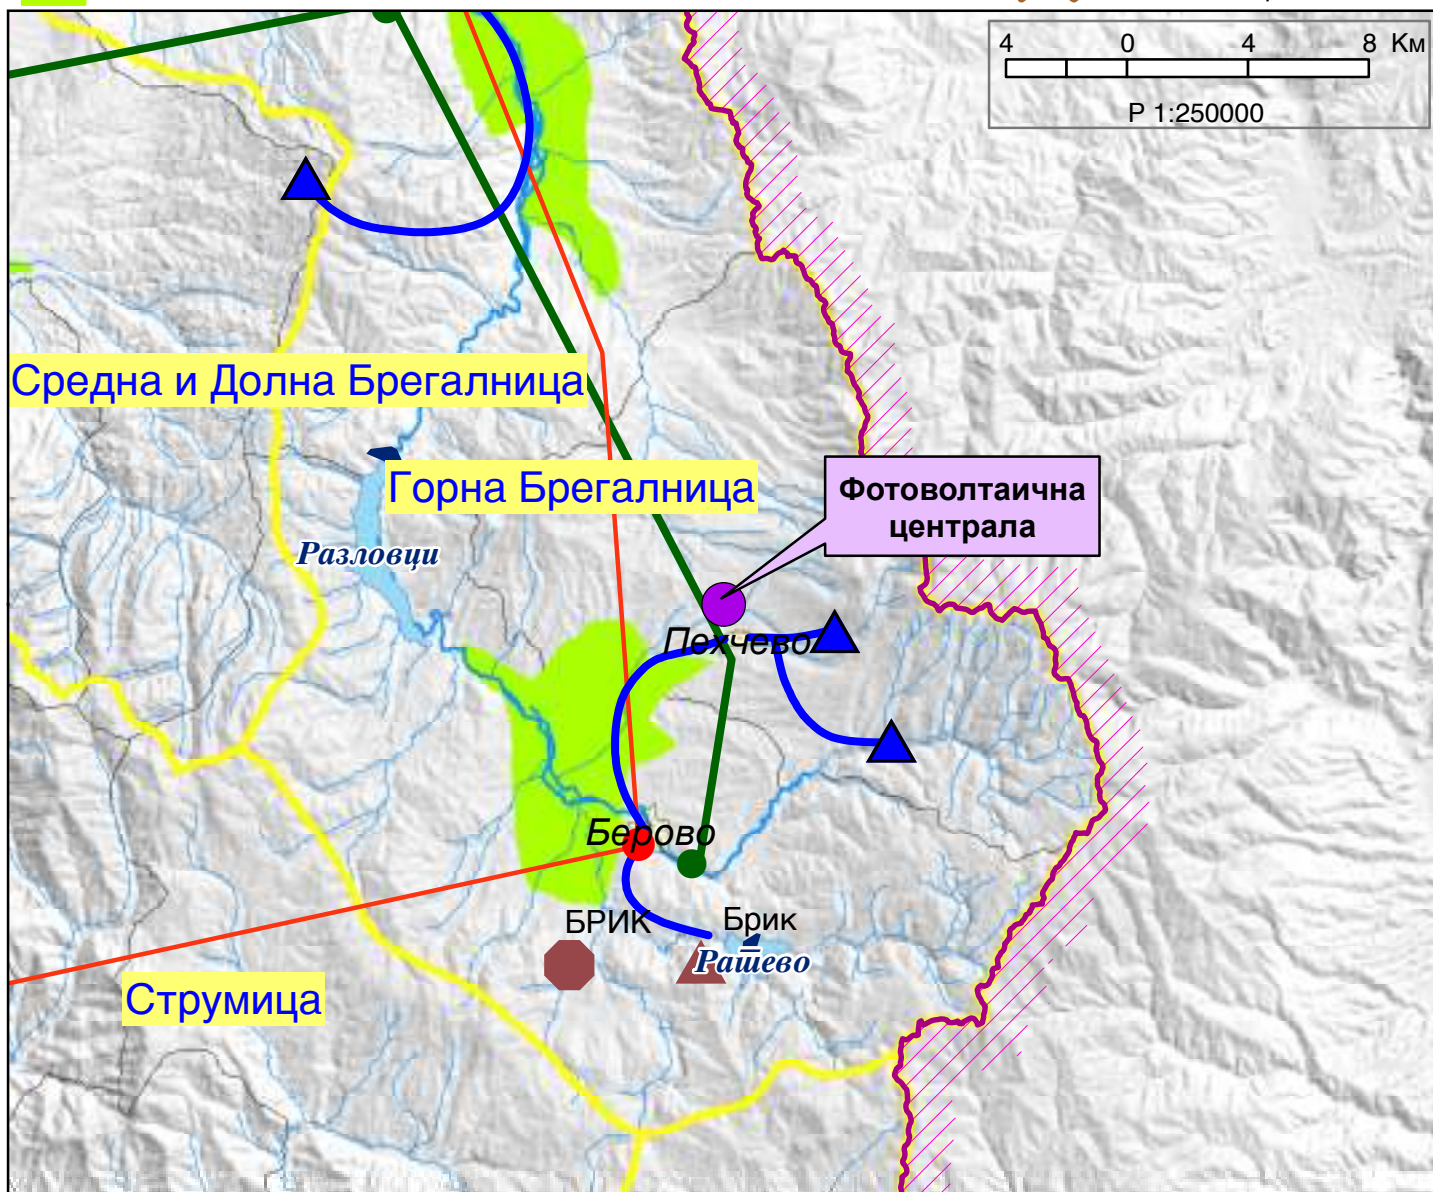 4 0 4 8 Км
Р 1:250000
Средна и Долна Брегалница
Горна Брегалница
Фотоволтаична
централа
Разловци
Пехчево
Берово
БРИК
Брик
Рашево
Струмица